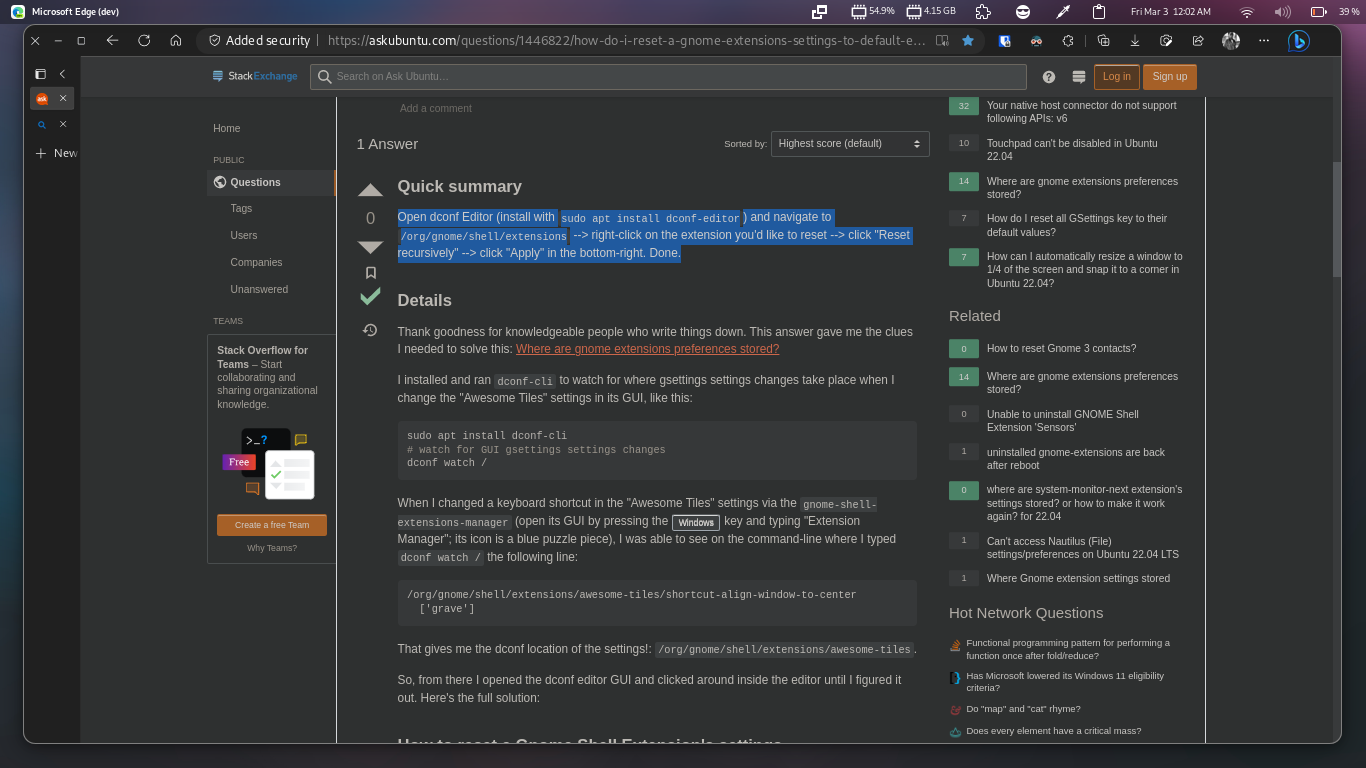 Microsoft Edge (dev)
54.9%
4.15 GB
Fri Mar 3 12:02 AM
39 %
Added security
https://askubuntu.com/questions/1446822/how-do-i-reset-a-gnome-extensions-settings-to-default-e...
ask
New
StackExchange
Search on Ask Ubuntu…
Log in
Sign up
Home
PUBLIC
Questions
Tags
Users
Companies
Unanswered
TEAMS
Stack Overflow for
Teams – Start
collaborating and
sharing organizational
knowledge.
>_?
Free
Create a free Team
Why Teams?
Add a comment
1 Answer
Sorted by:
Highest score (default)
0
Quick summary
Open dconf Editor (install with sudo apt install dconf-editor ) and navigate to
/org/gnome/shell/extensions --> right-click on the extension you'd like to reset --> click "Reset
recursively" --> click "Apply" in the bottom-right. Done.
Details
Thank goodness for knowledgeable people who write things down. This answer gave me the clues
I needed to solve this: Where are gnome extensions preferences stored?
I installed and ran dconf-cli to watch for where gsettings settings changes take place when I
change the "Awesome Tiles" settings in its GUI, like this:
sudo apt install dconf-cli
# watch for GUI gsettings settings changes
dconf watch /
When I changed a keyboard shortcut in the "Awesome Tiles" settings via the gnome-shell-
extensions-manager (open its GUI by pressing the Windows key and typing "Extension
Manager"; its icon is a blue puzzle piece), I was able to see on the command-line where I typed
dconf watch / the following line:
/org/gnome/shell/extensions/awesome-tiles/shortcut-align-window-to-center
['grave']
That gives me the dconf location of the settings!: /org/gnome/shell/extensions/awesome-tiles.
So, from there I opened the dconf editor GUI and clicked around inside the editor until I figured it
out. Here's the full solution:
How to reset a Gnome Shell Extension's settings
32
Your native host connector do not support
following APIs: v6
10
Touchpad can't be disabled in Ubuntu
22.04
14
Where are gnome extensions preferences
stored?
7
How do I reset all GSettings key to their
default values?
7
How can I automatically resize a window to
1/4 of the screen and snap it to a corner in
Ubuntu 22.04?
Related
0
How to reset Gnome 3 contacts?
14
Where are gnome extensions preferences
stored?
0
Unable to uninstall GNOME Shell
Extension 'Sensors'
1
uninstalled gnome-extensions are back
after reboot
0
where are system-monitor-next extension's
settings stored? or how to make it work
again? for 22.04
1
Can't access Nautilus (File)
settings/preferences on Ubuntu 22.04 LTS
1
Where Gnome extension settings stored
Hot Network Questions
Functional programming pattern for performing a
function once after fold/reduce?
Has Microsoft lowered its Windows 11 eligibility
criteria?
Do "map" and "cat" rhyme?
Does every element have a critical mass?